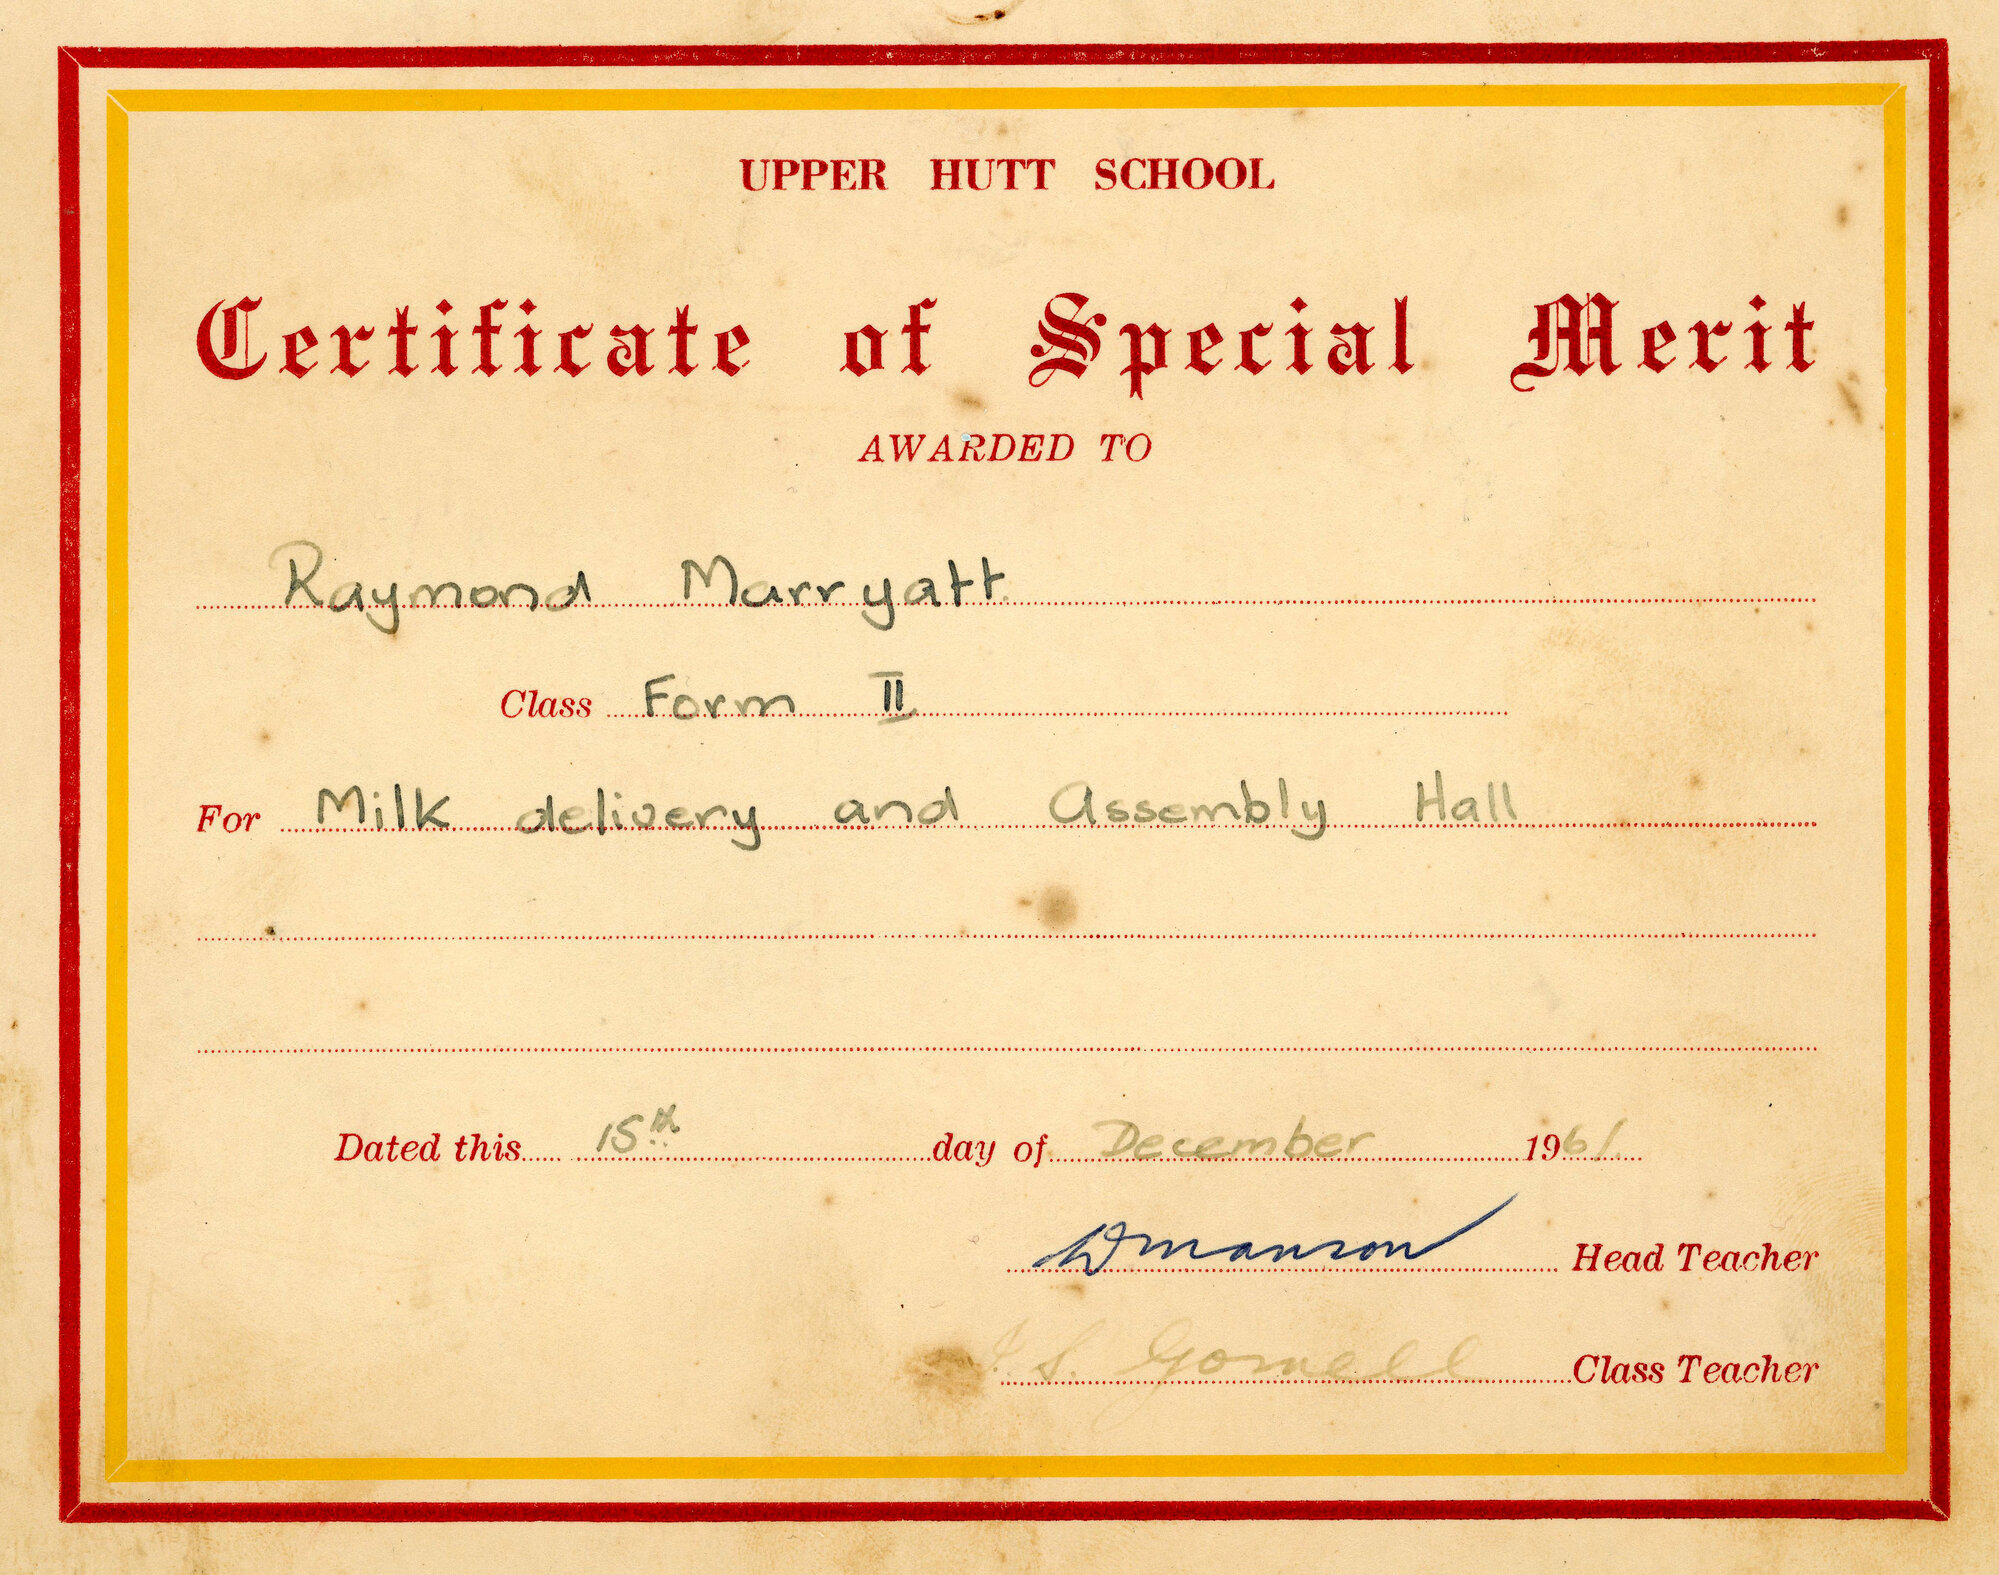 UPPER HUTT SCHOOL
Certificate of Special Merit
AWARDED TO
Raymond Marryatt
Class Form II
For Milk delivery and Assembly Hall
Dated this 15th day of December 1961
Head Teacher
S. Class Teacher